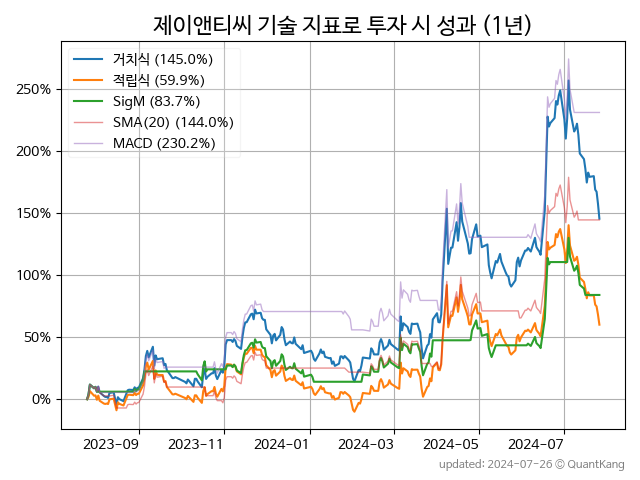 제이앤티씨 기술 지표로 투자 시 성과 (1년)
거치식 (145.0%)
적립식 (59.9%)
SigM (83.7%)
SMA(20) (144.0%)
MACD (230.2%)
250%
200%
150%
100%
50%
0%
2023-09 2023-11 2024-01 2024-03 2024-05 2024-07
updated: 2024-07-26 © QuantKang